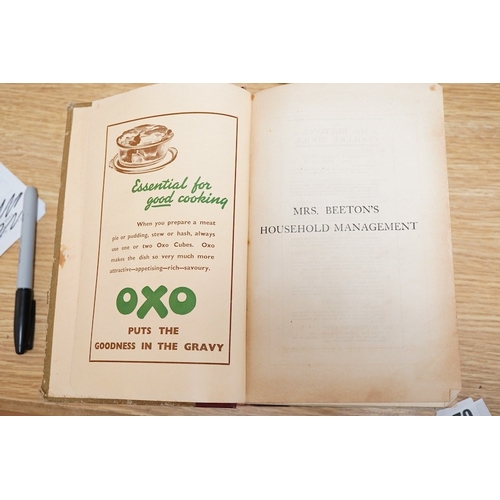 Essential for
good cooking
When you prepare a meat
pie or pudding, stew or hash, always
use one or two Oxo Cubes. Oxo
makes the dish so very much more
attractive—appetising—rich—savoury.
OXO
PUTS THE
GOODNESS IN THE GRAVY
MRS. BEETON'S
HOUSEHOLD MANAGEMENT